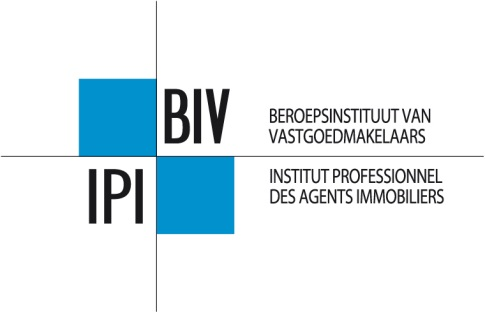 BIV
BEROEPSINSTITUUT VAN
VASTGOEDMAKELAARS
IPI
INSTITUT PROFESSIONNEL
DES AGENTS IMMOBILIERS